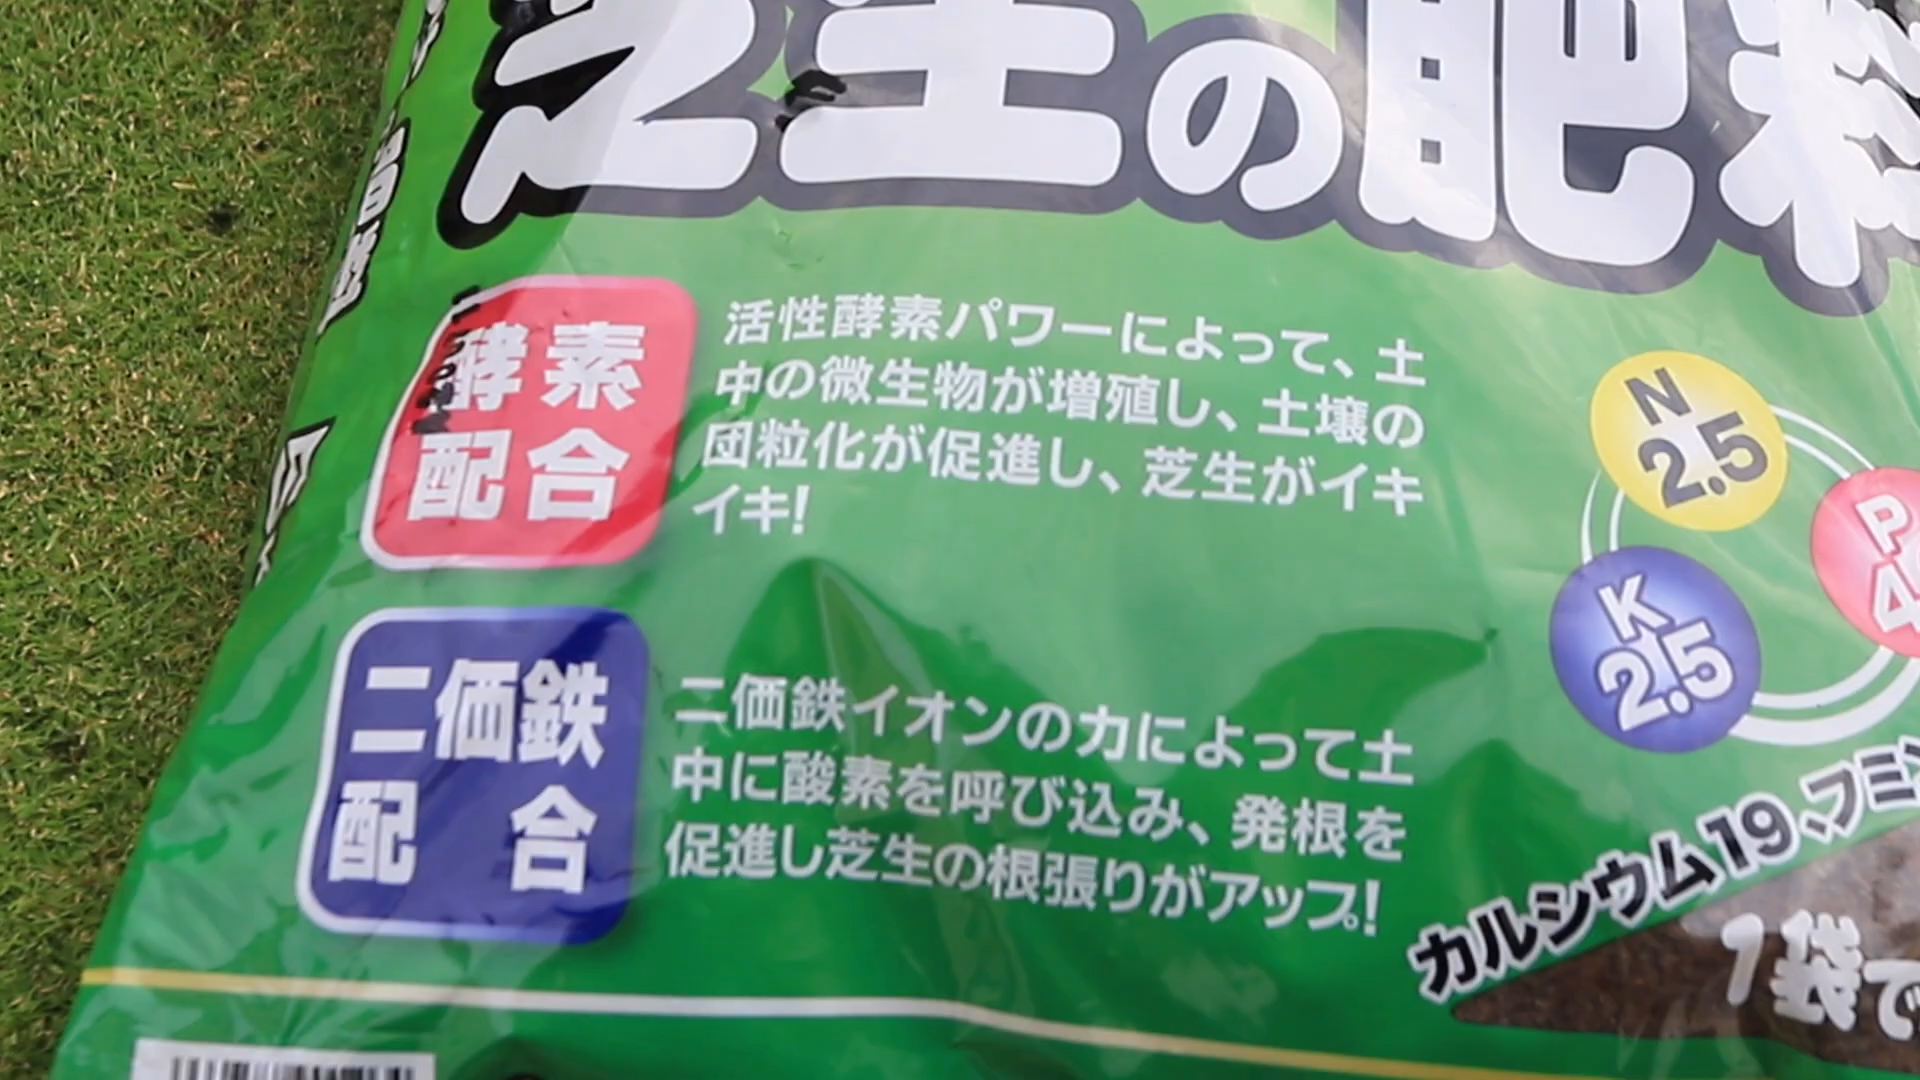 芝生の肥料
酵素
配合
活性酵素パワーによって、土
中の微生物が増殖し、土壌の
団粒化が促進し、芝生がイキ
イキ!
N
2.5
P
K
2.5
二価鉄
配 合
二価鉄イオンの力によって土
中に酸素を呼び込み、発根を
促進し芝生の根張りがアップ!
カルシウム19、フミン
1袋で